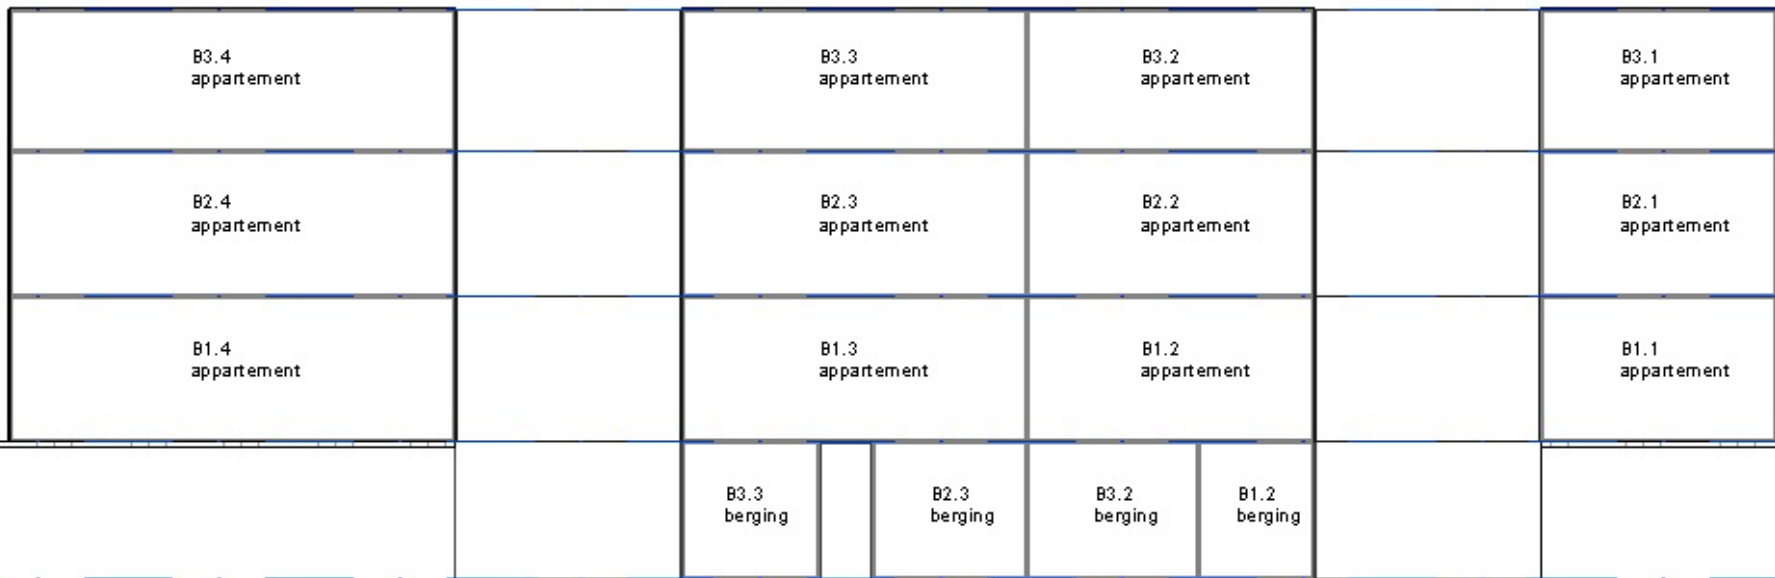 B3.4
appartement
B3.3
appartement
B3.2
appartement
B3.1
appartement
B2.4
appartement
B2.3
appartement
B2.2
appartement
B2.1
appartement
B1.4
appartement
B1.3
appartement
B1.2
appartement
B1.1
appartement
B3.3
berging
B2.3
berging
B3.2
berging
B1.2
berging